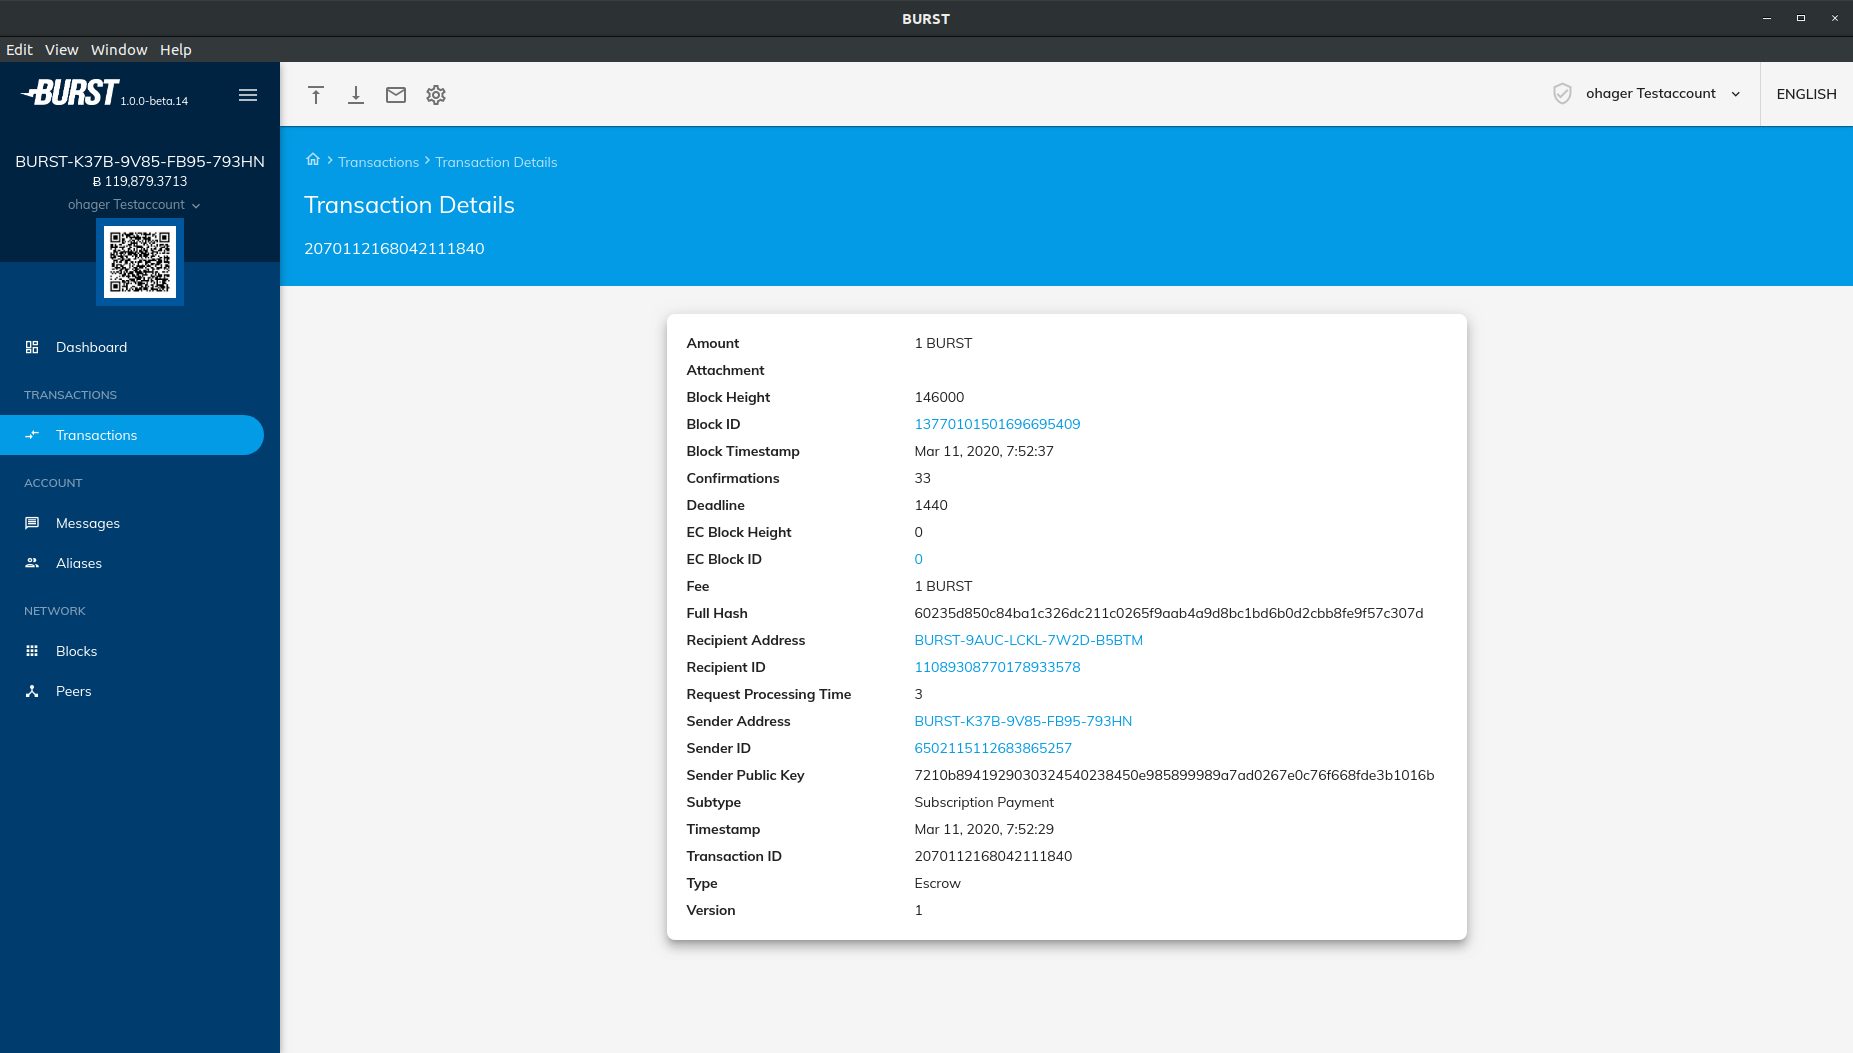 BURST
Edit View Window Help
BURST 1.0.0-beta.14
ohager Testaccount
ENGLISH
BURST-K37B-9V85-FB95-793HN
Ƀ 119,879.3713
ohager Testaccount
Dashboard
TRANSACTIONS
Transactions
ACCOUNT
Messages
Aliases
NETWORK
Blocks
Peers
Transactions Transaction Details
Transaction Details
2070112168042111840
Amount 1 BURST
Attachment
Block Height 146000
Block ID 13770101501696695409
Block Timestamp Mar 11, 2020, 7:52:37
Confirmations 33
Deadline 1440
EC Block Height 0
EC Block ID 0
Fee 1 BURST
Full Hash 60235d850c84ba1c326dc211c0265f9aab4a9d8bc1bd6b0d2cbb8fe9f57c307d
Recipient Address BURST-9AUC-LCKL-7W2D-B5BTM
Recipient ID 11089308770178933578
Request Processing Time 3
Sender Address BURST-K37B-9V85-FB95-793HN
Sender ID 6502115112683865257
Sender Public Key 7210b8941929030324540238450e985899989a7ad0267e0c76f668fde3b1016b
Subtype Subscription Payment
Timestamp Mar 11, 2020, 7:52:29
Transaction ID 2070112168042111840
Type Escrow
Version 1